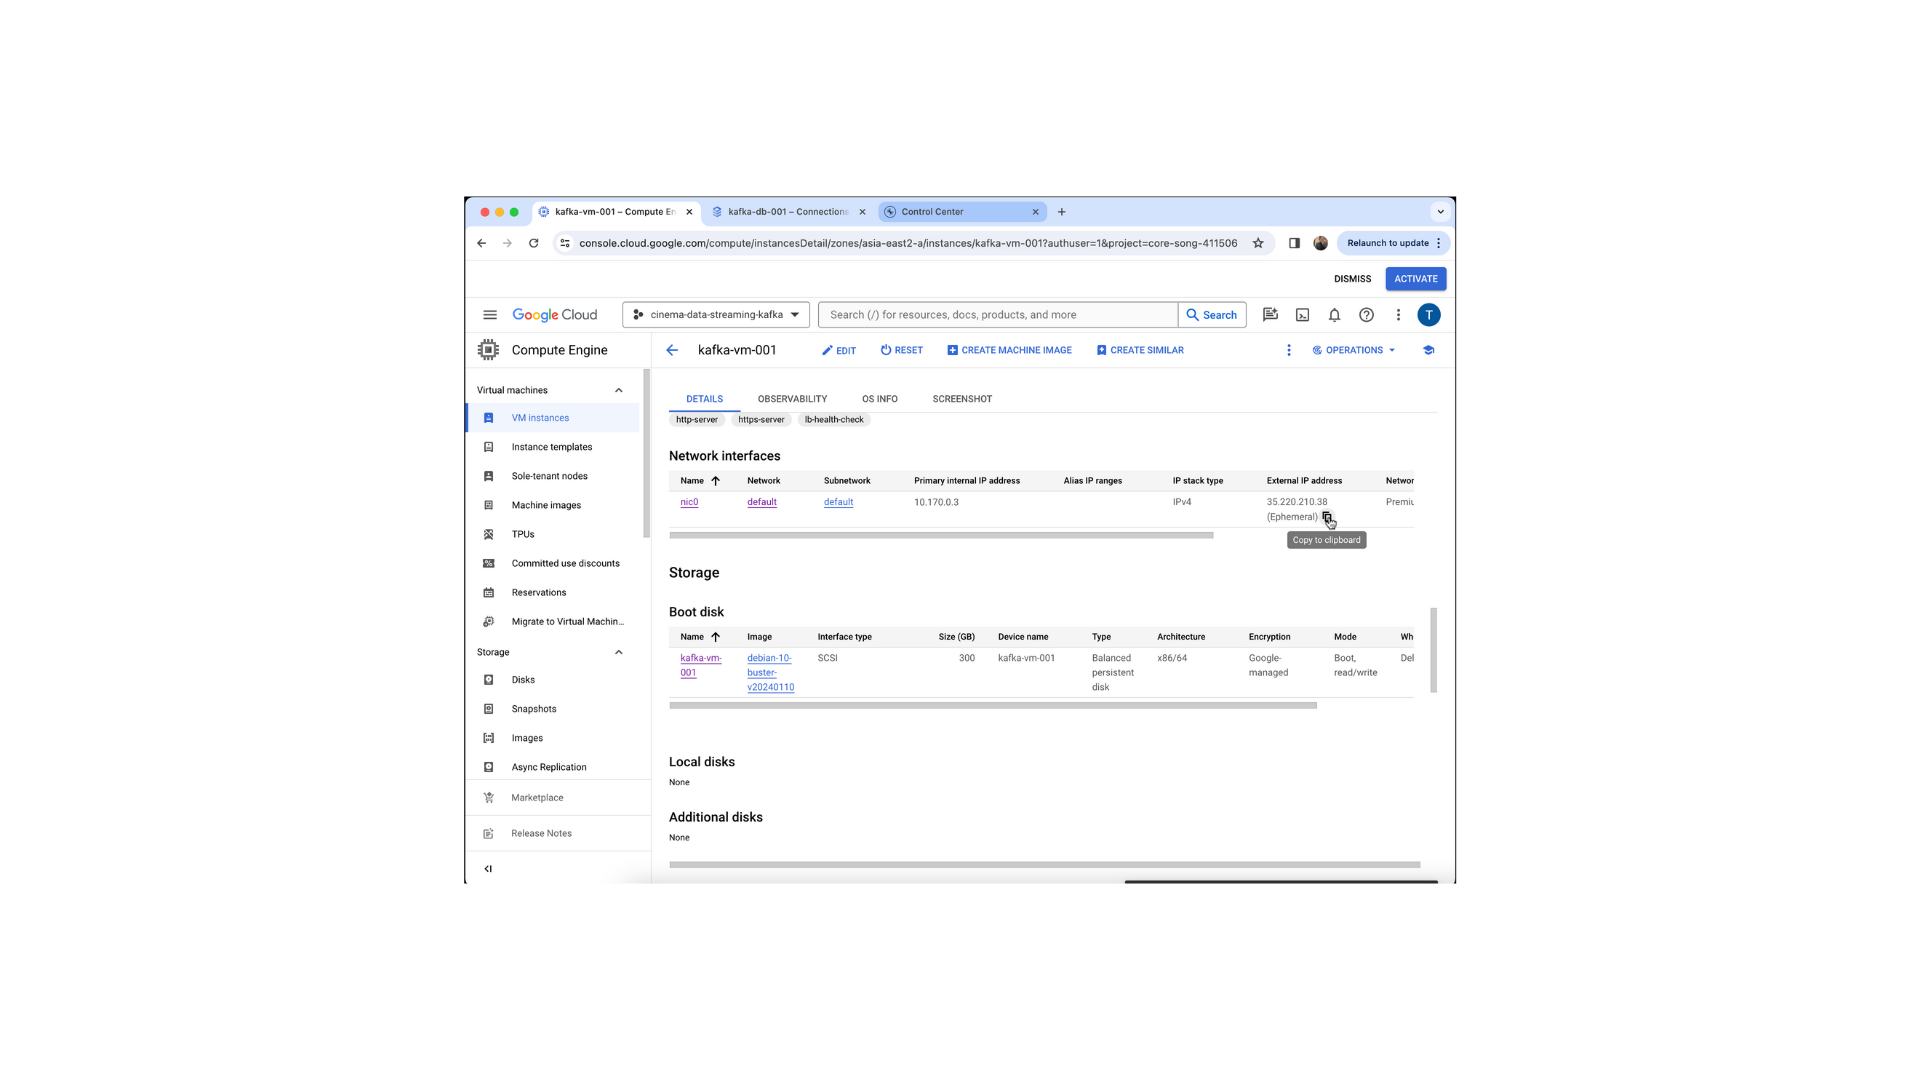 kafka-vm-001 – Compute En
kafka-db-001 – Connections
Control Center
console.cloud.google.com/compute/instancesDetail/zones/asia-east2-a/instances/kafka-vm-001?authuser=1&project=core-song-411506
Relaunch to update
DISMISS
ACTIVATE
Google Cloud
cinema-data-streaming-kafka
Search (/) for resources, docs, products, and more
Search
T
Compute Engine
kafka-vm-001
EDIT
RESET
CREATE MACHINE IMAGE
CREATE SIMILAR
OPERATIONS
Virtual machines
VM instances
Instance templates
Sole-tenant nodes
Machine images
TPUs
Committed use discounts
Reservations
Migrate to Virtual Machin...
Storage
Disks
Snapshots
Images
Async Replication
Marketplace
Release Notes
DETAILS
OBSERVABILITY
OS INFO
SCREENSHOT
http-server
https-server
lb-health-check
Network interfaces
Name Network Subnetwork Primary internal IP address Alias IP ranges IP stack type External IP address Networ
nic0 default default 10.170.0.3 IPv4 35.220.210.38 Premiu
(Ephemeral)
Copy to clipboard
Storage
Boot disk
Name Image Interface type Size (GB) Device name Type Architecture Encryption Mode Wh
kafka-vm- debian-10- SCSI 300 kafka-vm-001 Balanced x86/64 Google- Boot, Del
001 buster- persistent managed read/write
v20240110 disk
Local disks
None
Additional disks
None